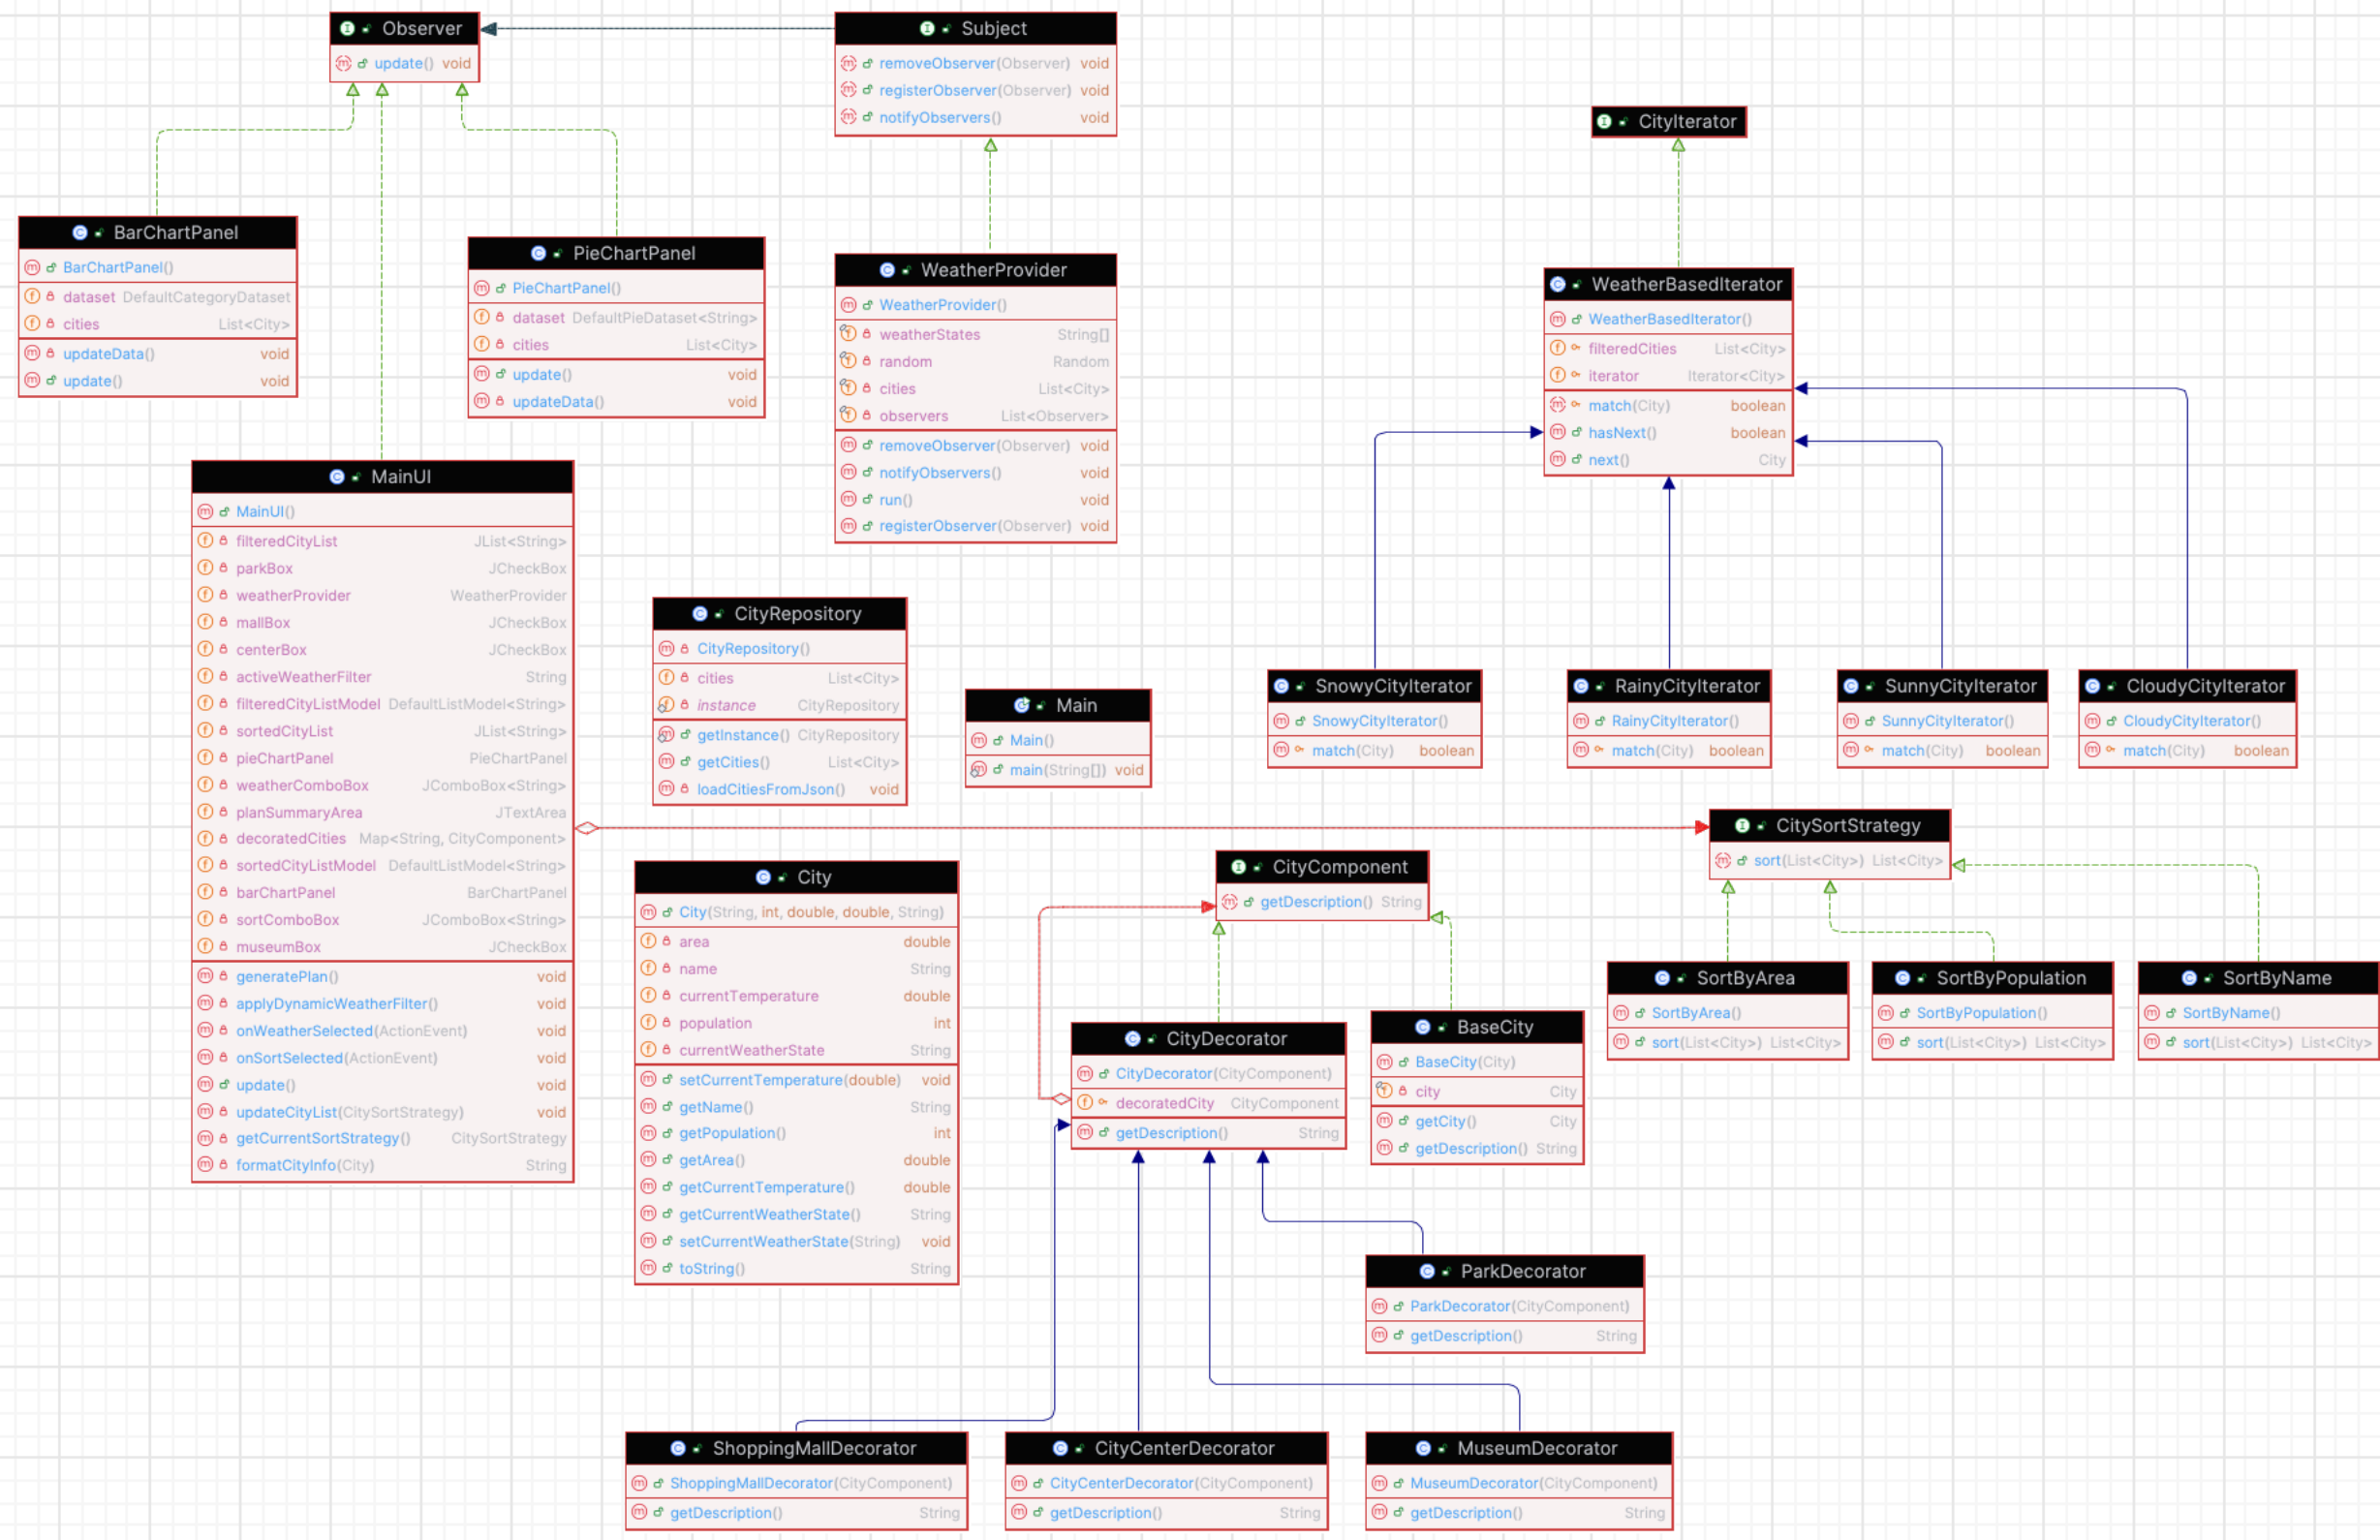 Observer
update() void
Subject
removeObserver(Observer) void
registerObserver(Observer) void
notifyObservers() void
CityIterator
BarChartPanel
BarChartPanel()
dataset DefaultCategoryDataset
cities List<City>
updateData() void
update() void
PieChartPanel
PieChartPanel()
dataset DefaultPieDataset<String>
cities List<City>
update() void
updateData() void
WeatherProvider
WeatherProvider()
weatherStates String[]
random Random
cities List<City>
observers List<Observer>
removeObserver(Observer) void
notifyObservers() void
run() void
registerObserver(Observer) void
WeatherBasedIterator
WeatherBasedIterator()
filteredCities List<City>
iterator Iterator<City>
match(City) boolean
hasNext() boolean
next() City
MainUI
MainUI()
filteredCityList JList<String>
parkBox JCheckBox
weatherProvider WeatherProvider
mallBox JCheckBox
centerBox JCheckBox
activeWeatherFilter String
filteredCityListModel DefaultListModel<String>
sortedCityList JList<String>
pieChartPanel PieChartPanel
weatherComboBox JComboBox<String>
planSummaryArea JTextArea
decoratedCities Map<String, CityComponent>
sortedCityListModel DefaultListModel<String>
barChartPanel BarChartPanel
sortComboBox JComboBox<String>
museumBox JCheckBox
generatePlan() void
applyDynamicWeatherFilter() void
onWeatherSelected(ActionEvent) void
onSortSelected(ActionEvent) void
update() void
updateCityList(CitySortStrategy) void
getCurrentSortStrategy() CitySortStrategy
formatCityInfo(City) String
CityRepository
CityRepository()
cities List<City>
instance CityRepository
getInstance() CityRepository
getCities() List<City>
loadCitiesFromJson() void
Main
Main()
main(String[]) void
SnowyCityIterator
SnowyCityIterator()
match(City) boolean
RainyCityIterator
RainyCityIterator()
match(City) boolean
SunnyCityIterator
SunnyCityIterator()
match(City) boolean
CloudyCityIterator
CloudyCityIterator()
match(City) boolean
City
City(String, int, double, double, String)
area double
name String
currentTemperature double
population int
currentWeatherState String
setCurrentTemperature(double) void
getName() String
getPopulation() int
getArea() double
getCurrentTemperature() double
getCurrentWeatherState() String
setCurrentWeatherState(String) void
toString() String
CityComponent
getDescription() String
CitySortStrategy
sort(List<City>) List<City>
SortByArea
SortByArea()
sort(List<City>) List<City>
SortByPopulation
SortByPopulation()
sort(List<City>) List<City>
SortByName
SortByName()
sort(List<City>) List<City>
CityDecorator
CityDecorator(CityComponent)
decoratedCity CityComponent
getDescription() String
BaseCity
BaseCity(City)
city City
getCity() City
getDescription() String
ParkDecorator
ParkDecorator(CityComponent)
getDescription() String
ShoppingMallDecorator
ShoppingMallDecorator(CityComponent)
getDescription() String
CityCenterDecorator
CityCenterDecorator(CityComponent)
getDescription() String
MuseumDecorator
MuseumDecorator(CityComponent)
getDescription() String